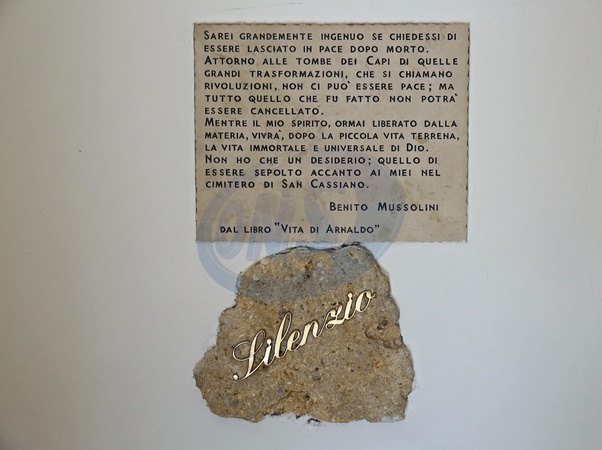 SAREI GRANDEMENTE INGENUO SE CHIEDESSI DI
ESSERE LASCIATO IN PACE DOPO MORTO.
ATTORNO ALLE TOMBE DEI CAPI DI QUELLE
GRANDI TRASFORMAZIONI, CHE SI CHIAMANO
RIVOLUZIONI, NON CI PUO' ESSERE PACE; MA
TUTTO QUELLO CHE FU FATTO NON POTRA'
ESSERE CANCELLATO.
MENTRE IL MIO SPIRITO, ORMAI LIBERATO DALLA
MATERIA, VIVRA', DOPO LA PICCOLA VITA TERRENA,
LA VITA IMMORTALE E UNIVERSALE DI DIO.
NON HO CHE UN DESIDERIO; QUELLO DI
ESSERE SEPOLTO ACCANTO AI MIEI NEL
CIMITERO DI SAN CASSIANO.
BENITO MUSSOLINI
DAL LIBRO "VITA DI ARNALDO"
Silenzio